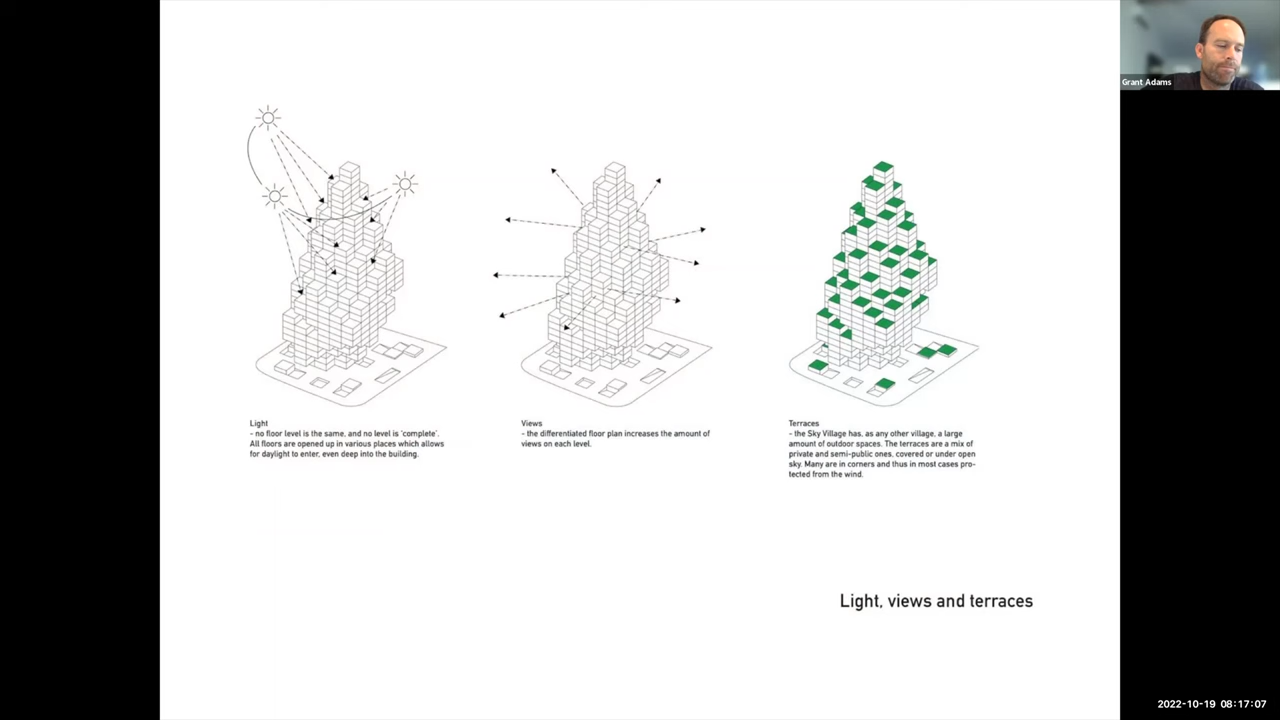 Grant Adams
Light
- no floor level is the same, and no level is 'complete'.
All floors are opened up in various places which allows
for daylight to enter, even deep into the building.
Views
- the differentiated floor plan increases the amount of
views on each level.
Terraces
- the Sky Village has, as any other village, a large
amount of outdoor spaces. The terraces are a mix of
private and semi-public ones, covered or under open
sky. Many are in corners and thus in most cases pro-
tected from the wind.
Light, views and terraces
2022-10-19 08:17:07